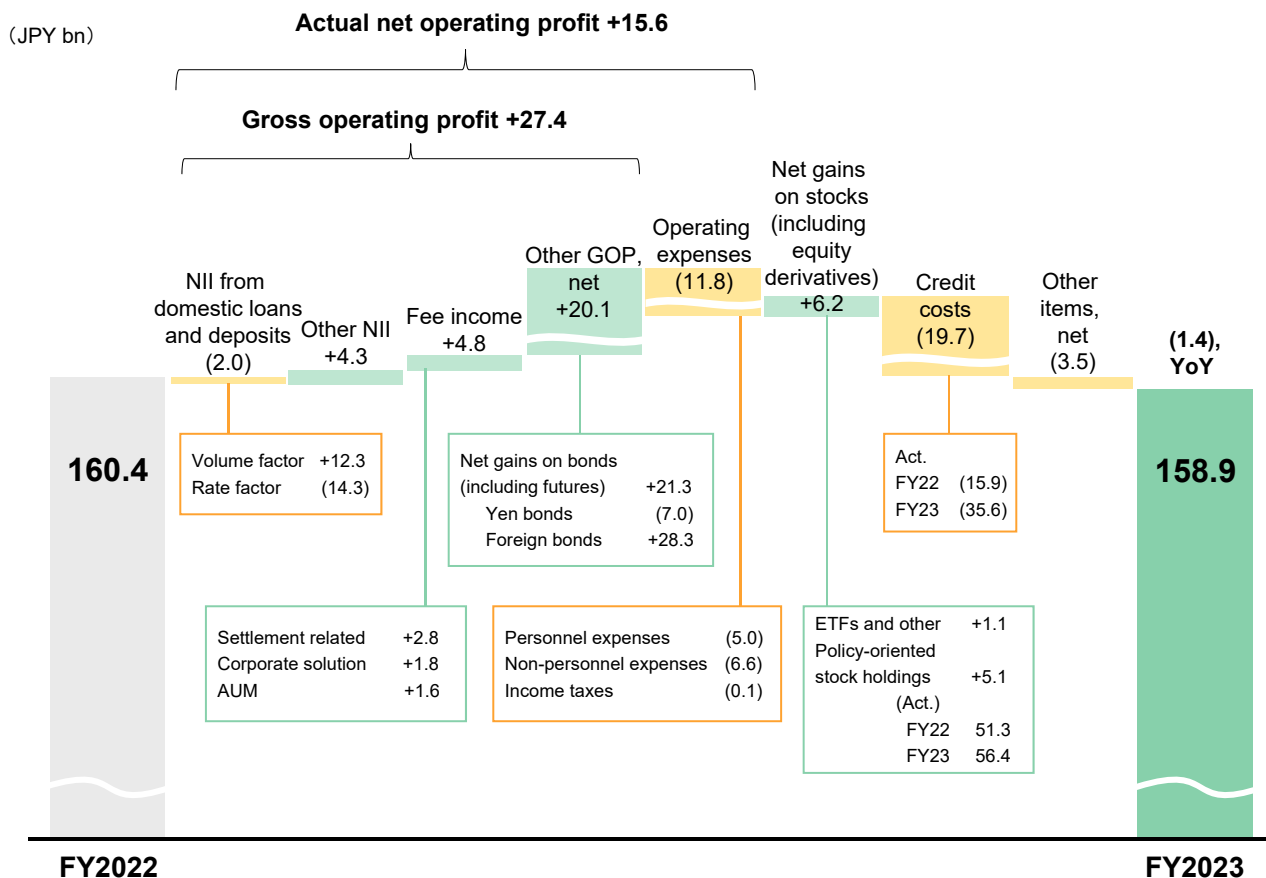 （JPY bn）
Actual net operating profit +15.6
Gross operating profit +27.4
NII from
domestic loans
and deposits
(2.0)
Other NII
+4.3
Fee income
+4.8
Other GOP,
net
+20.1
Operating
expenses
(11.8)
Net gains
on stocks
(including
equity
derivatives)
+6.2
Credit
costs
(19.7)
Other
items,
net
(3.5)
(1.4),
YoY
160.4
158.9
Volume factor +12.3
Rate factor (14.3)
Net gains on bonds
(including futures) +21.3
Yen bonds (7.0)
Foreign bonds +28.3
Act.
FY22 (15.9)
FY23 (35.6)
Settlement related +2.8
Corporate solution +1.8
AUM +1.6
Personnel expenses (5.0)
Non-personnel expenses (6.6)
Income taxes (0.1)
ETFs and other +1.1
Policy-oriented
stock holdings +5.1
(Act.)
FY22 51.3
FY23 56.4
FY2022
FY2023